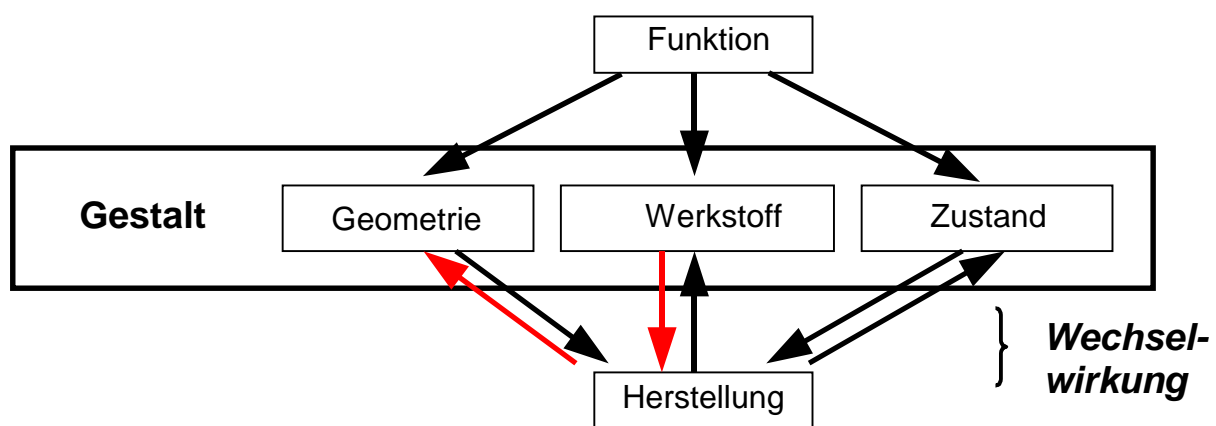 Funktion
Gestalt
Geometrie
Werkstoff
Zustand
Wechsel-
wirkung
Herstellung